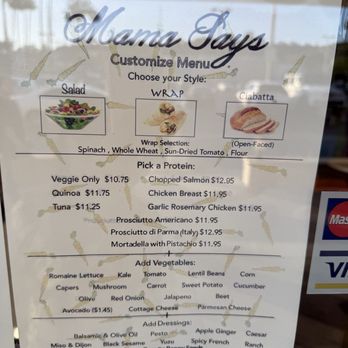 Mama Says
Customize Menu
Choose your Style:
Salad WRAP Ciabatta
(Open-Faced)
Wrap Selection:
Spinach , Whole Wheat , Sun-Dried Tomato , Flour
Pick a Protein:
Veggie Only $10.75 Chopped Salmon $12.95
Quinoa $11.75 Chicken Breast $11.95
Tuna $11.25 Garlic Rosemary Chicken $11.95
Prosciutto Americano $11.95
Prosciutto di Parma (Italy) $12.95
Mortadella with Pistachio $11.95
+
Add Vegetables:
Romaine Lettuce Kale Tomato Lentil Beans Corn
Capers Mushroom Carrot Sweet Potato Cucumber
Olive Red Onion Jalapeno Beet
Avocado ($1.45) Cottage Cheese Parmesan Cheese
+
Add Dressings:
Balsamic & Olive Oil Pesto Apple Ginger Caesar
Miso & Dijon Black Sesame Yuzu Spicy French Ranch
Mas
VIS